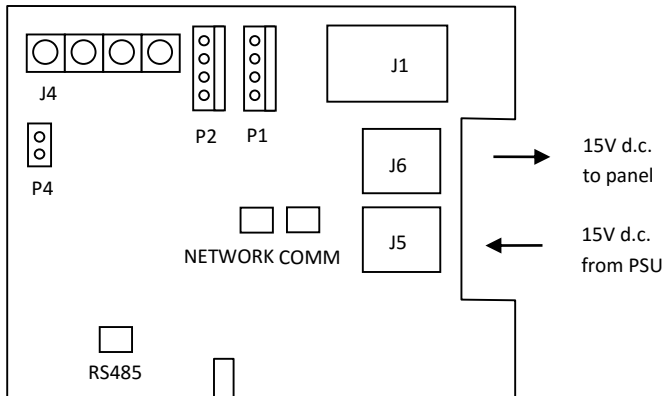 J1
J4
P2
P1
15V d.c.
to panel
J6
P4
15V d.c.
from PSU
J5
NETWORK
COMM
RS485